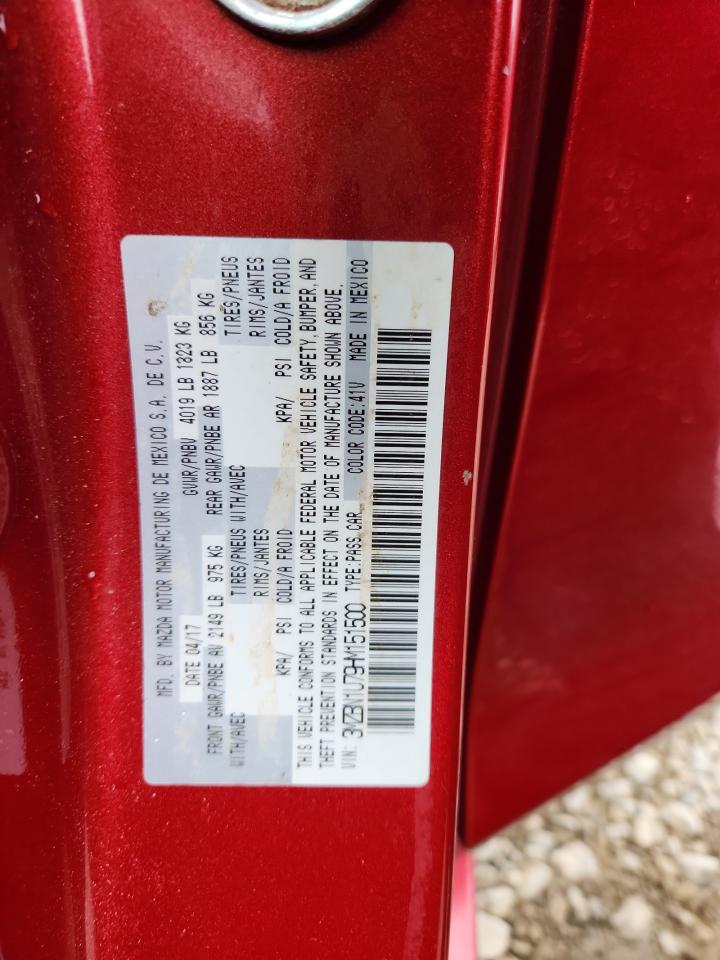 MFD. BY MAZDA MOTOR MANUFACTURING DE MEXICO S.A. DE C.V.
DATE 04/17 GVWR/PNBV 4019 LB 1823 KG
FRONT GAWR/PNBE AV 2149 LB 975 KG REAR GAWR/PNBE AR 1887 LB 856 KG
WITH/AVEC TIRES/PNEUS WITH/AVEC TIRES/PNEUS
RIMS/JANTES RIMS/JANTES
KPA/ PSI COLD/A FROID KPA/ PSI COLD/A FROID
THIS VEHICLE CONFORMS TO ALL APPLICABLE FEDERAL MOTOR VEHICLE SAFETY, BUMPER, AND
THEFT PREVENTION STANDARDS IN EFFECT ON THE DATE OF MANUFACTURE SHOWN ABOVE.
VIN: 3MZBN1U79HM151500 TYPE:PASS.CAR COLOR CODE:41V MADE IN MEXICO